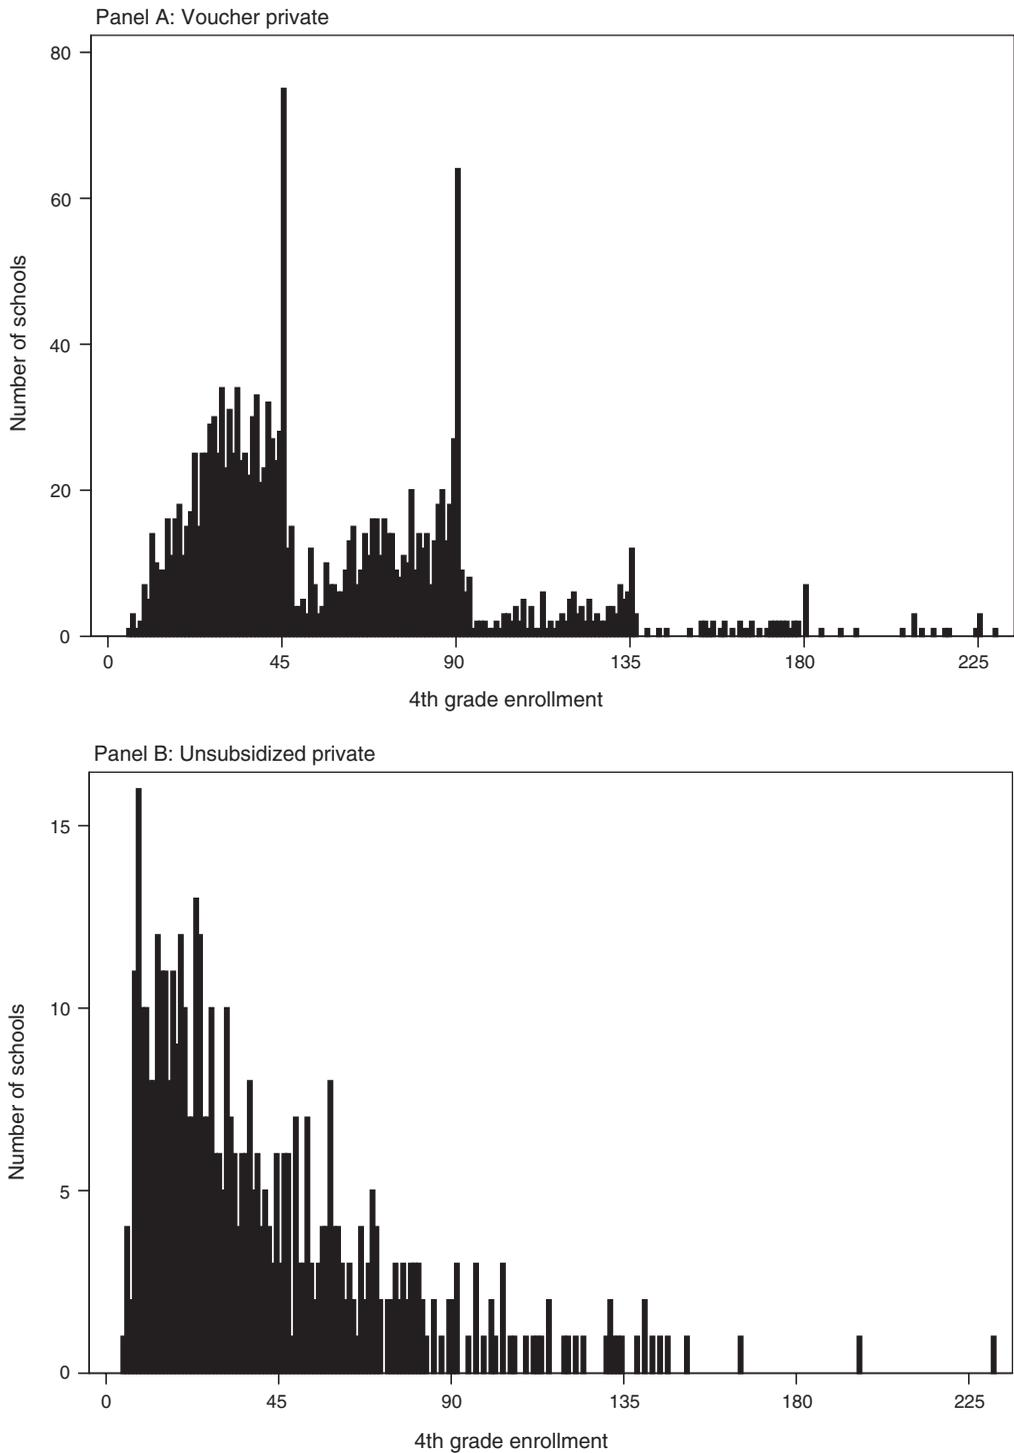 Panel A: Voucher private
80
60
40
20
0
Number of schools
0 45 90 135 180 225
4th grade enrollment
Panel B: Unsubsidized private
15
10
5
0
Number of schools
0 45 90 135 180 225
4th grade enrollment